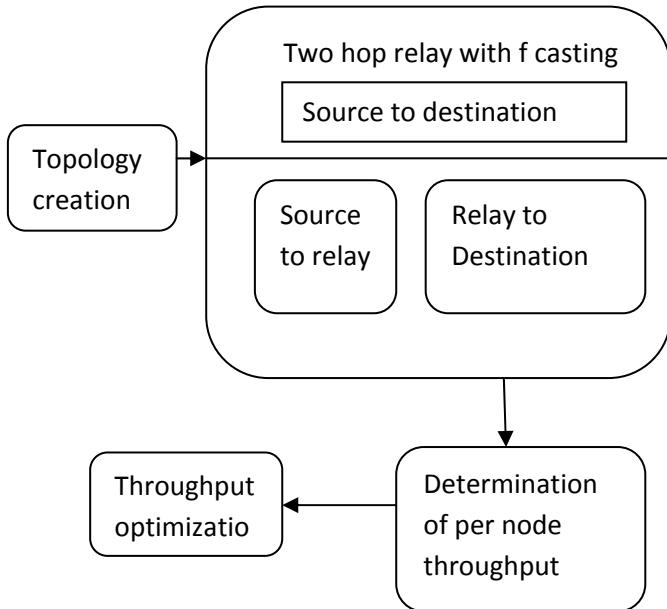 Two hop relay with f casting
Source to destination
Topology
creation
Source
to relay
Relay to
Destination
Throughput
optimizatio
Determination
of per node
throughput